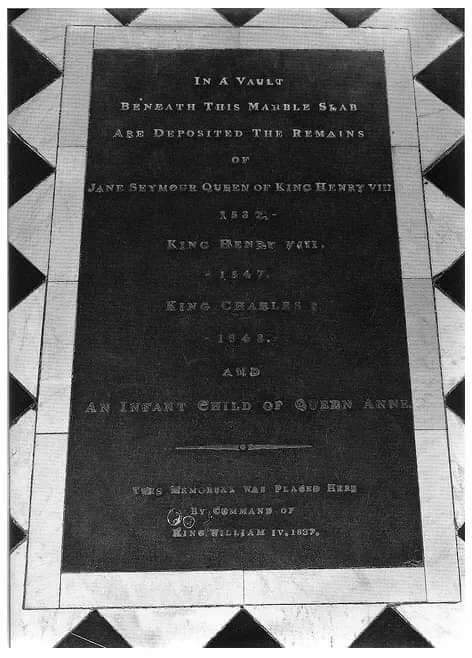 IN A VAULT
BENEATH THIS MARBLE SLAB
ARE DEPOSITED THE REMAINS
OF
JANE SEYMOUR QUEEN OF KING HENRY VIII
1537.
KING HENRY VIII.
1547.
KING CHARLES I
1648.
AND
AN INFANT CHILD OF QUEEN ANNE.
THIS MEMORIAL WAS PLACED HERE
BY COMMAND OF
KING WILLIAM IV. 1837.